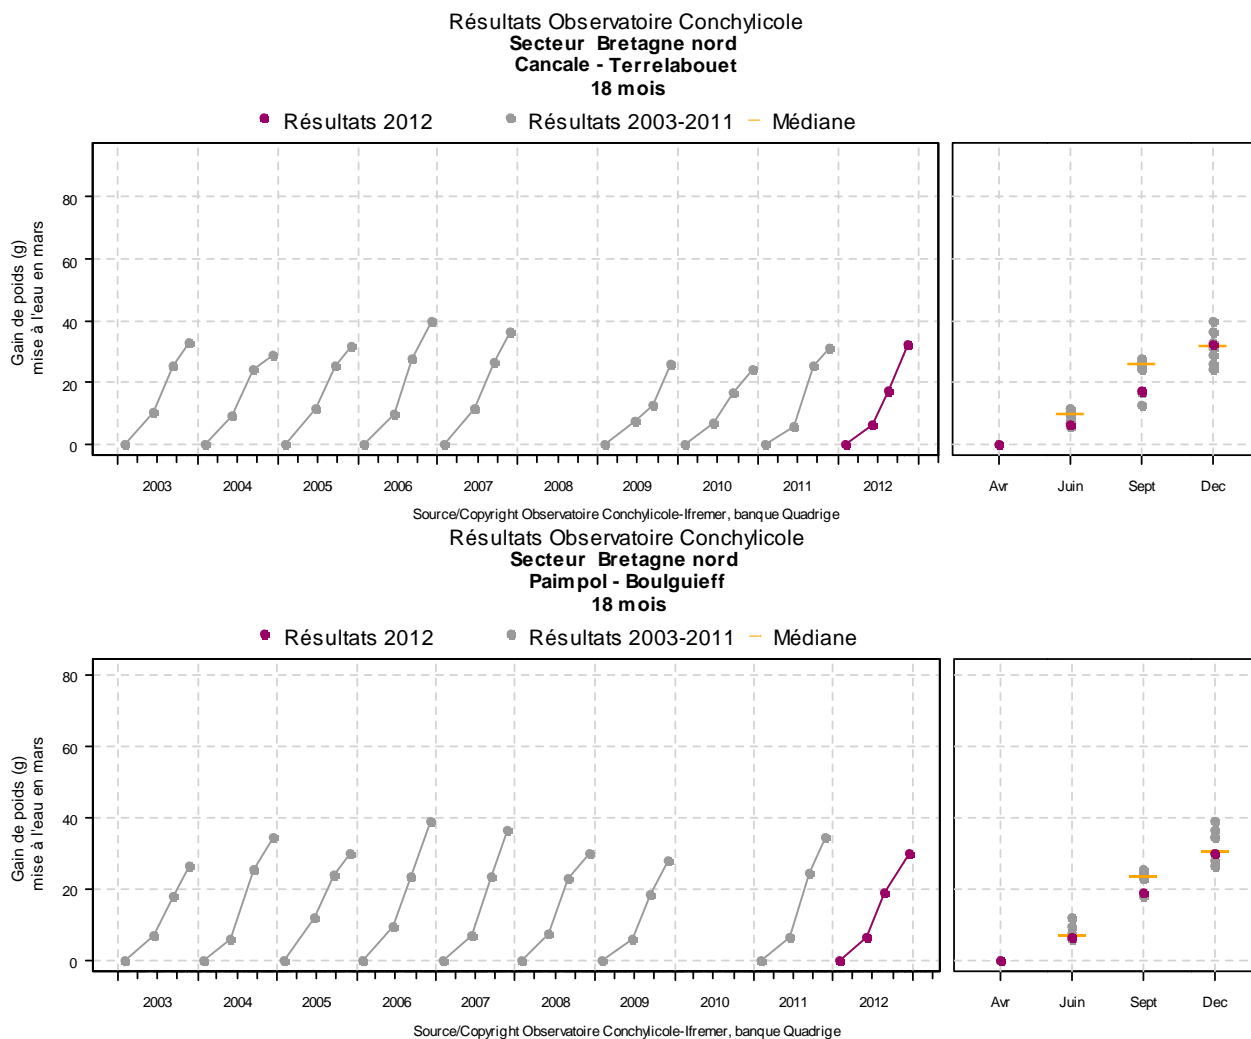 Résultats Observatoire Conchylicole
Secteur Bretagne nord
Cancale - Terrelabouet
18 mois
Résultats 2012 Résultats 2003-2011 Médiane
Gain de poids (g)
mise à l'eau en mars
80
60
40
20
0
2003 2004 2005 2006 2007 2008 2009 2010 2011 2012
Avr Juin Sept Dec
Source/Copyright Observatoire Conchylicole-Ifremer, banque Quadrige
Résultats Observatoire Conchylicole
Secteur Bretagne nord
Paimpol - Boulguieff
18 mois
Résultats 2012 Résultats 2003-2011 Médiane
Gain de poids (g)
mise à l'eau en mars
80
60
40
20
0
2003 2004 2005 2006 2007 2008 2009 2010 2011 2012
Avr Juin Sept Dec
Source/Copyright Observatoire Conchylicole-Ifremer, banque Quadrige